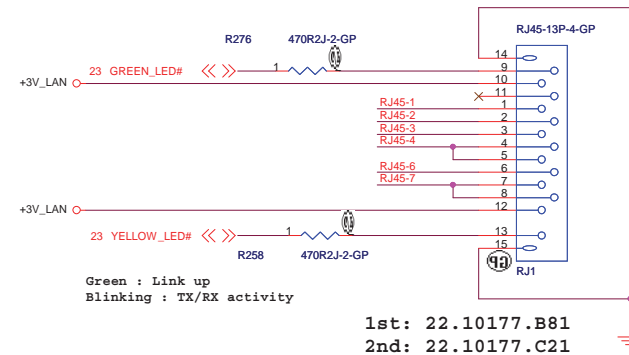 RJ45-13P-4-GP
R276 470R2J-2-GP
14
23 GREEN_LED# 1 2 9
+3V_LAN 10
11
RJ45-1 1
RJ45-2 2
RJ45-3 3
RJ45-4 4
5
RJ45-6 6
RJ45-7 7
8
+3V_LAN 12
23 YELLOW_LED# 1 2 13
15
R258 470R2J-2-GP
RJ1
Green : Link up
Blinking : TX/RX activity
1st: 22.10177.B81
2nd: 22.10177.C21